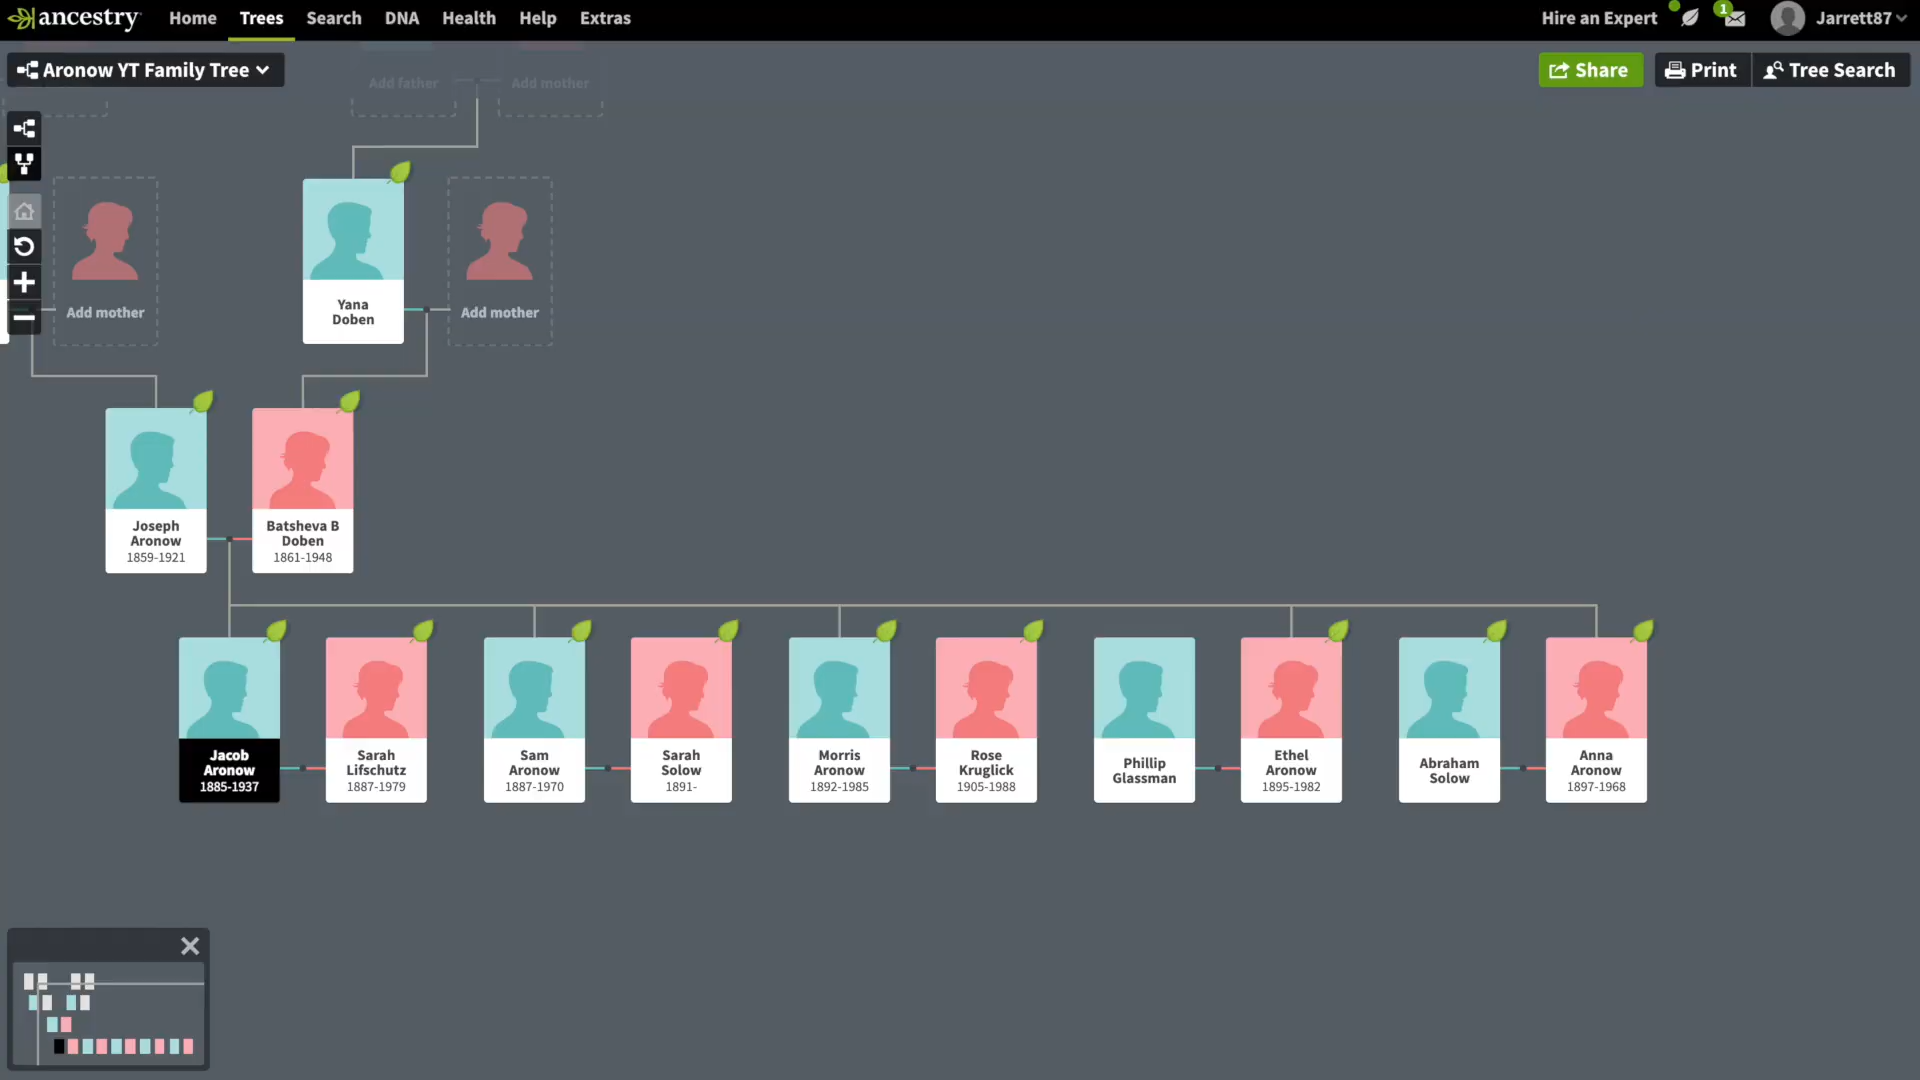 ancestry
Home Trees Search DNA Health Help Extras
Hire an Expert 1 Jarrett87
Aronow YT Family Tree
Share Print Tree Search
Add father Add mother
Add mother
Yana
Doben
Add mother
Joseph
Aronow
1859-1921
Batsheva B
Doben
1861-1948
Jacob
Aronow
1885-1937
Sarah
Lifschutz
1887-1979
Sam
Aronow
1887-1970
Sarah
Solow
1891-
Morris
Aronow
1892-1985
Rose
Kruglick
1905-1988
Phillip
Glassman
Ethel
Aronow
1895-1982
Abraham
Solow
Anna
Aronow
1897-1968